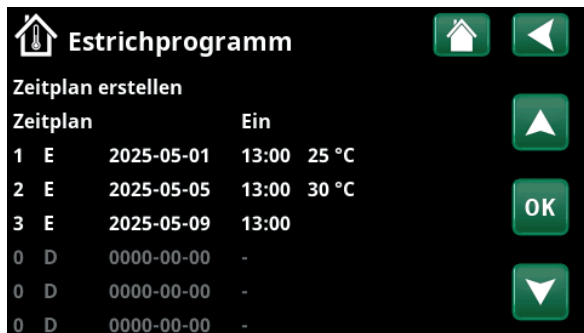 Estrichprogramm
Zeitplan erstellen
Zeitplan Ein
1 E 2025-05-01 13:00 25 °C
2 E 2025-05-05 13:00 30 °C
3 E 2025-05-09 13:00
0 D 0000-00-00 -
0 D 0000-00-00 -
0 D 0000-00-00 -
OK